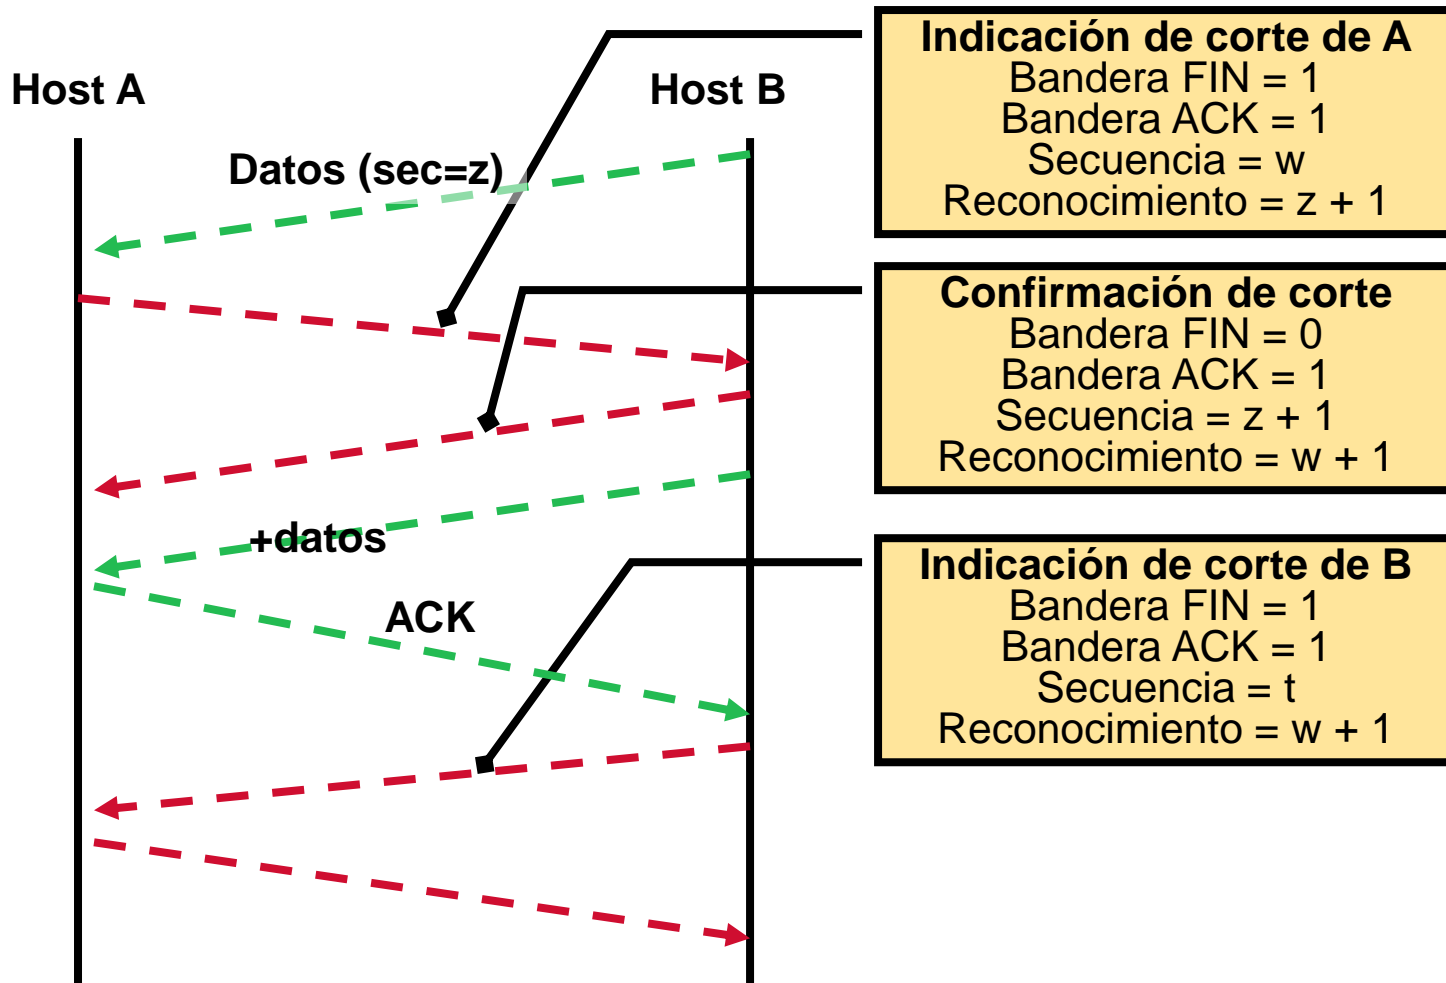 Host A
Host B
Datos (sec=z)
+datos
ACK
Indicación de corte de A
Bandera FIN = 1
Bandera ACK = 1
Secuencia = w
Reconocimiento = z + 1
Confirmación de corte
Bandera FIN = 0
Bandera ACK = 1
Secuencia = z + 1
Reconocimiento = w + 1
Indicación de corte de B
Bandera FIN = 1
Bandera ACK = 1
Secuencia = t
Reconocimiento = w + 1